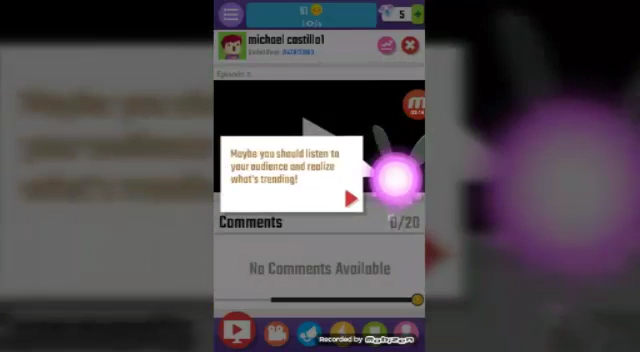 5
michael castillo1
Episode:
Maybe you should listen to
your audience and realize
what's trending!
Comments
0/20
No Comments Available
Recorded by